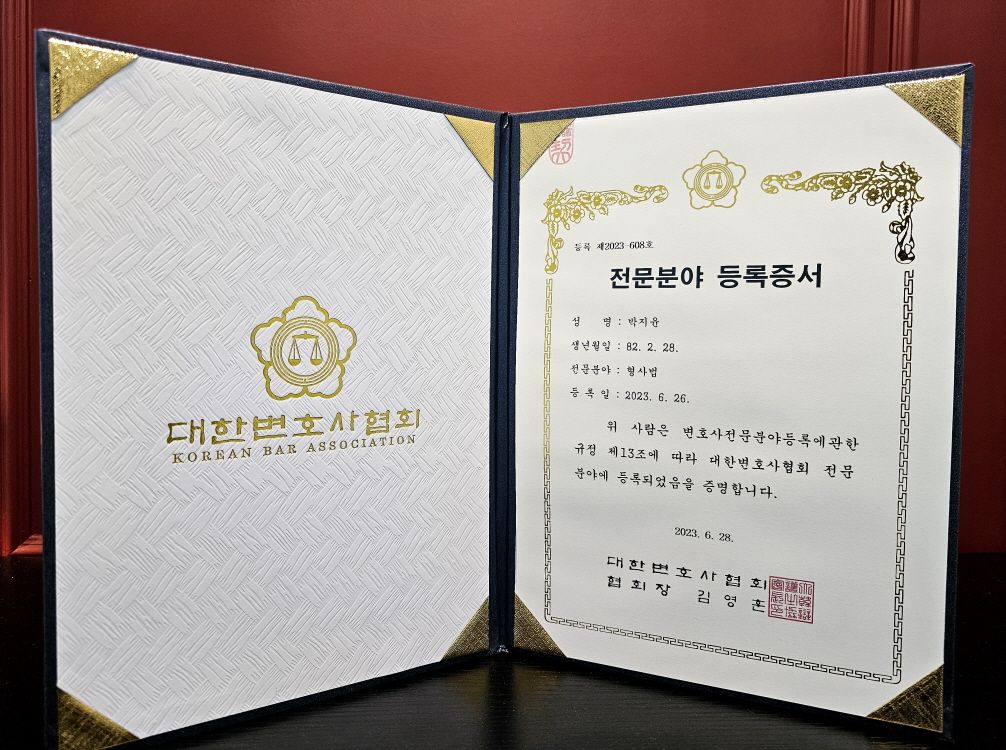 대한변호사협회
KOREAN BAR ASSOCIATION
등록 제2023-608호
전문분야 등록증서
성 명 : 박지윤
생년월일 : 82. 2. 28.
전문분야 : 형사법
등 록 일 : 2023. 6. 26.
위 사람은 변호사전문분야등록에관한
규정 제13조에 따라 대한변호사협회 전문
분야에 등록되었음을 증명합니다.
2023. 6. 28.
대한변호사협회
협회장 김영훈